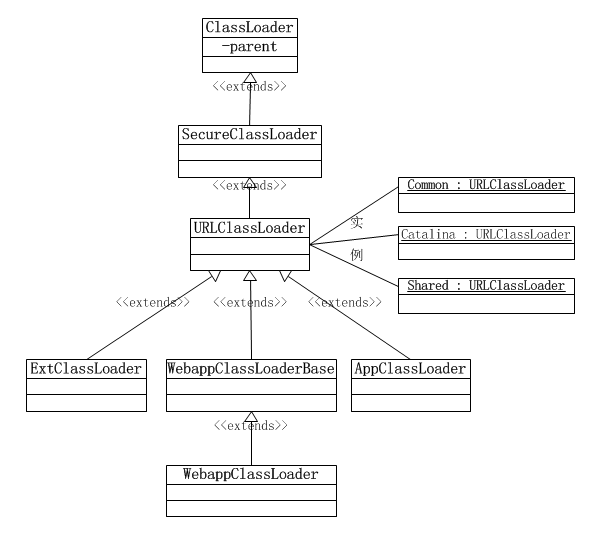 ClassLoader
-parent
<<extends>>
SecureClassLoader
<<extends>>
URLClassLoader
Common : URLClassLoader
实
Catalina : URLClassLoader
例
Shared : URLClassLoader
<<extends>>
<<extends>>
<<extends>>
ExtClassLoader
WebappClassLoaderBase
AppClassLoader
<<extends>>
WebappClassLoader